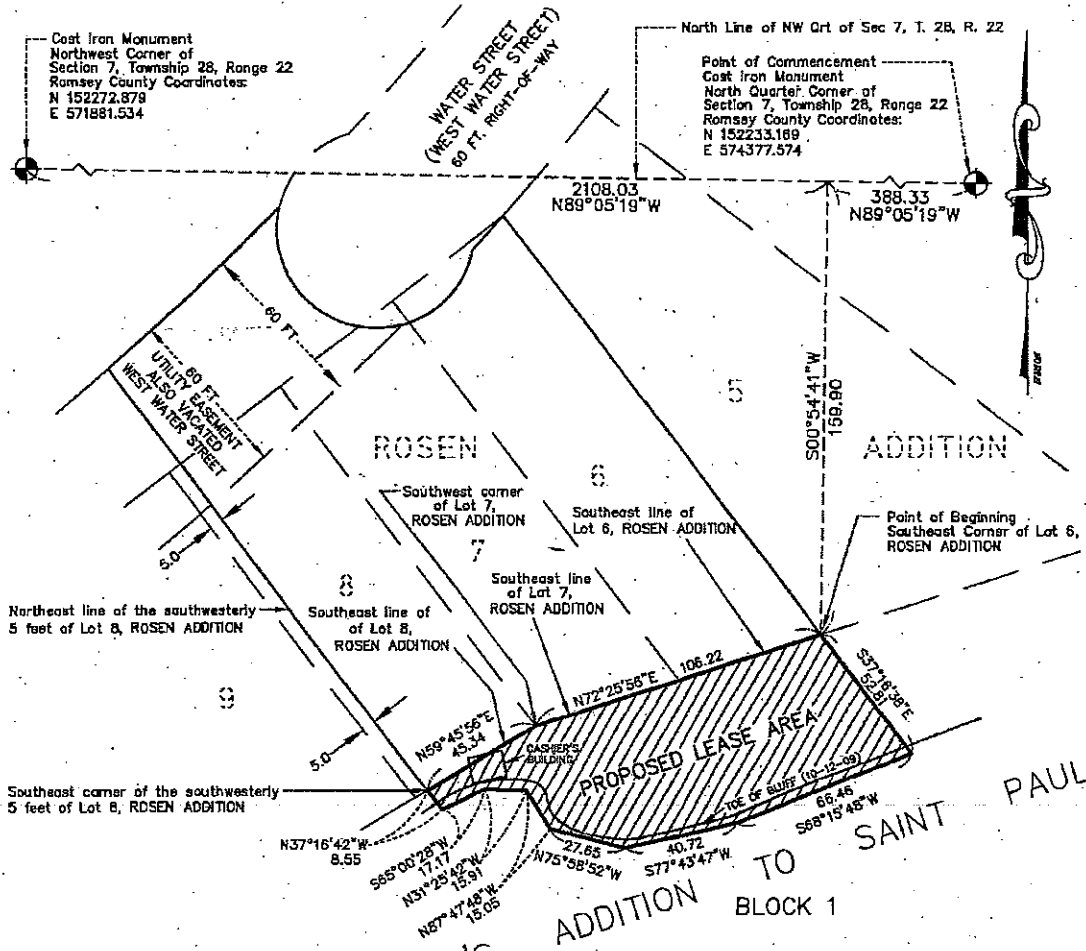 Cast Iron Monument
Northwest Corner of
Section 7, Township 28, Range 22
Ramsey County Coordinates:
N 152272.879
E 571881.534
WATER STREET
(WEST WATER STREET)
60 FT. RIGHT-OF-WAY
North Line of NW Qrt of Sec 7, T. 28, R. 22
Point of Commencement
Cast Iron Monument
North Quarter Corner of
Section 7, Township 28, Range 22
Ramsey County Coordinates:
N 152233.169
E 574377.574
2108.03
N89°05'19"W
388.33
N89°05'19"W
60 FT
60 FT
UTILITY EASEMENT
ALSO VACATED
WEST WATER STREET
S00°54'41"W
159.90
5
ROSEN
ADDITION
Southwest corner
of Lot 7,
ROSEN ADDITION
6
Southeast line of
Lot 6, ROSEN ADDITION
Point of Beginning
Southeast Corner of Lot 6,
ROSEN ADDITION
7
5.0
8
Southeast line
of Lot 7,
ROSEN ADDITION
Northeast line of the southwesterly
5 feet of Lot 8, ROSEN ADDITION
Southeast line of
of Lot 8,
ROSEN ADDITION
9
N72°25'56"E
106.22
S37°16'38"E
52.81
N59°45'56"E
45.34
CASHIER'S
BUILDING
PROPOSED LEASE AREA
5.0
Southeast corner of the southwesterly
5 feet of Lot 8, ROSEN ADDITION
TOE OF BLUFF (10-12-09)
66.46
S68°15'48"W
N37°16'42"W
8.55
S65°00'28"W
17.17
N31°25'42"W
15.91
N87°47'48"W
15.05
27.65
N75°58'52"W
40.72
S77°43'47"W
ADDITION TO SAINT PAUL
BLOCK 1